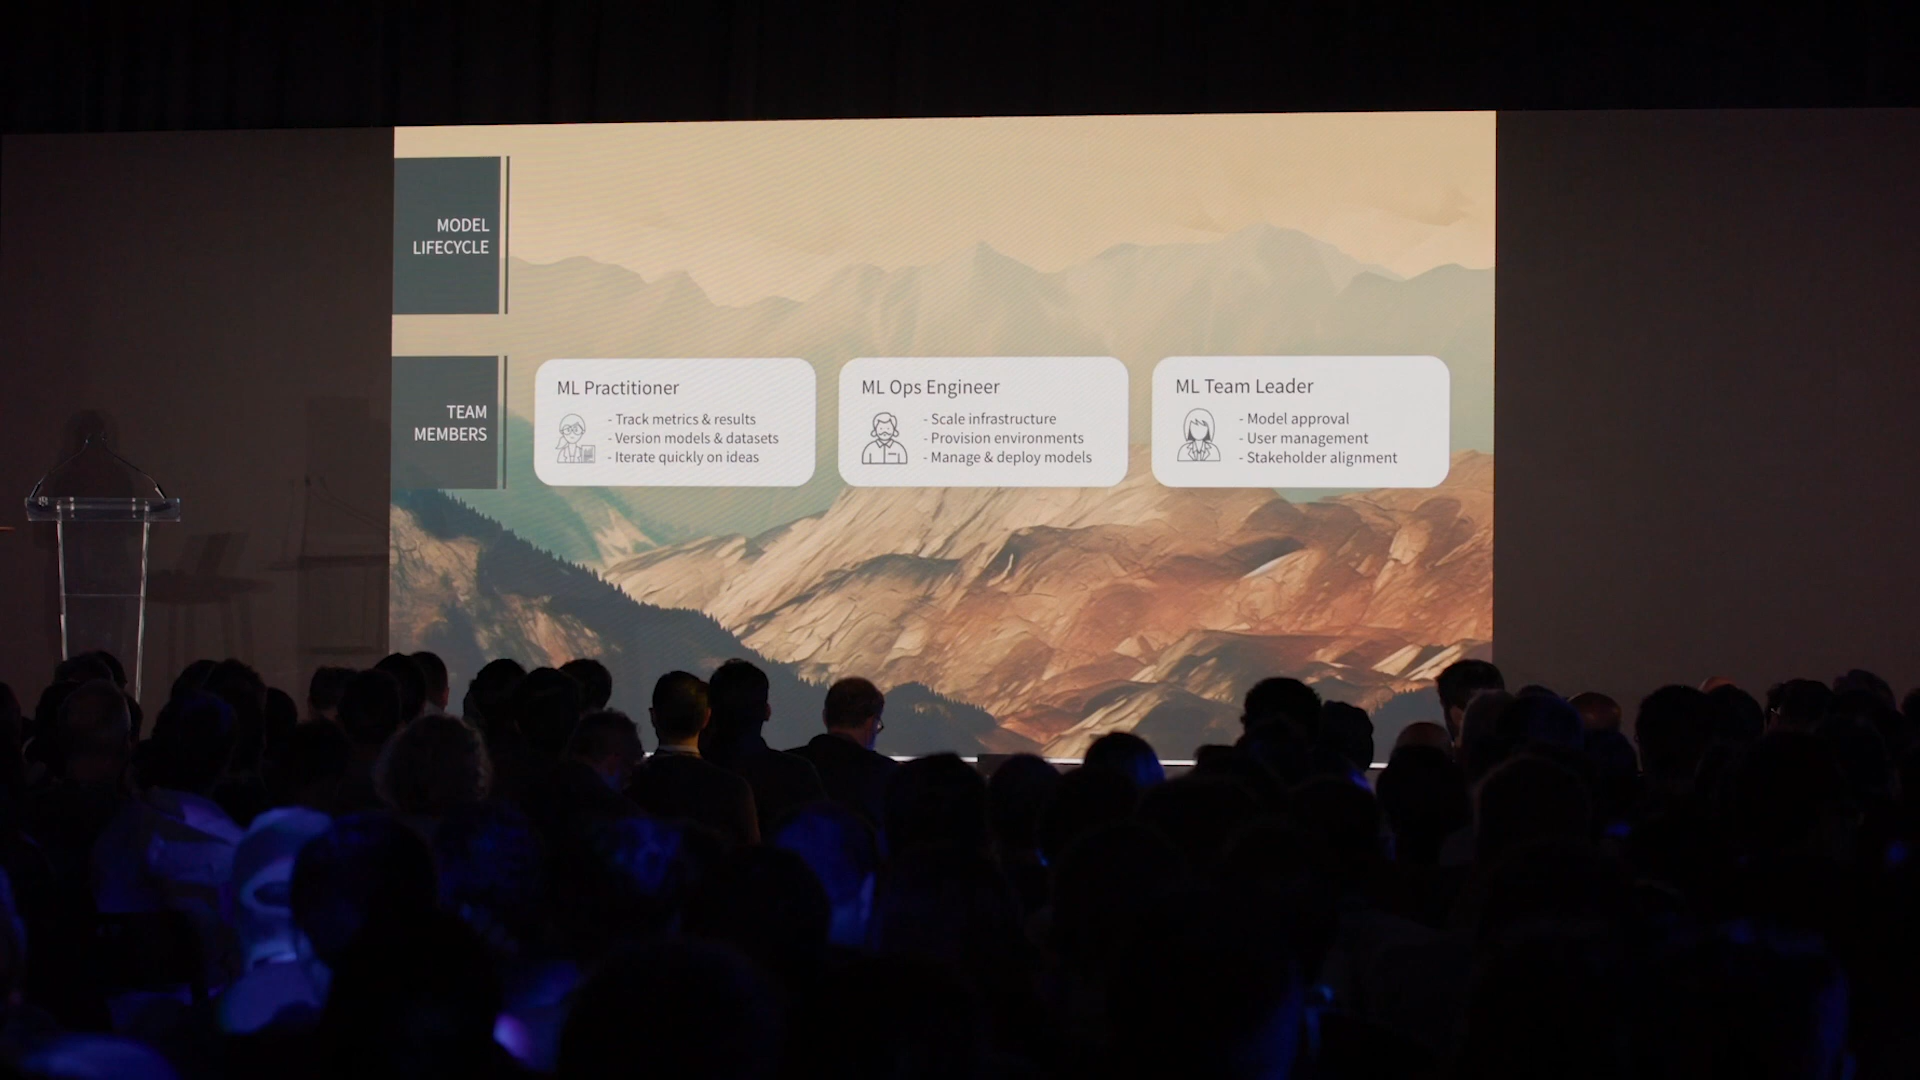 MODEL
LIFECYCLE
TEAM
MEMBERS
ML Practitioner
- Track metrics & results
- Version models & datasets
- Iterate quickly on ideas
ML Ops Engineer
- Scale infrastructure
- Provision environments
- Manage & deploy models
ML Team Leader
- Model approval
- User management
- Stakeholder alignment